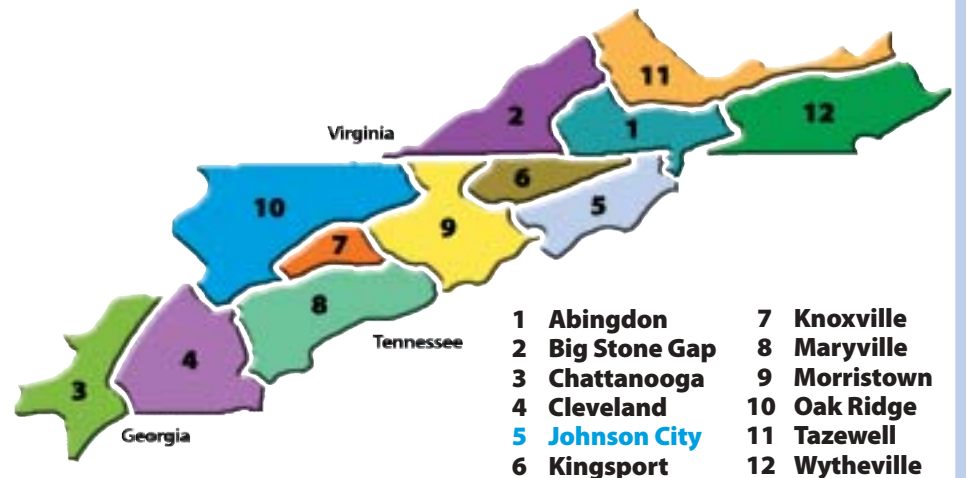 11
2
12
1
Virginia
6
5
10
9
7
8
Tennessee
4
3
Georgia
1 Abingdon
2 Big Stone Gap
3 Chattanooga
4 Cleveland
5 Johnson City
6 Kingsport
7 Knoxville
8 Maryville
9 Morristown
10 Oak Ridge
11 Tazewell
12 Wytheville